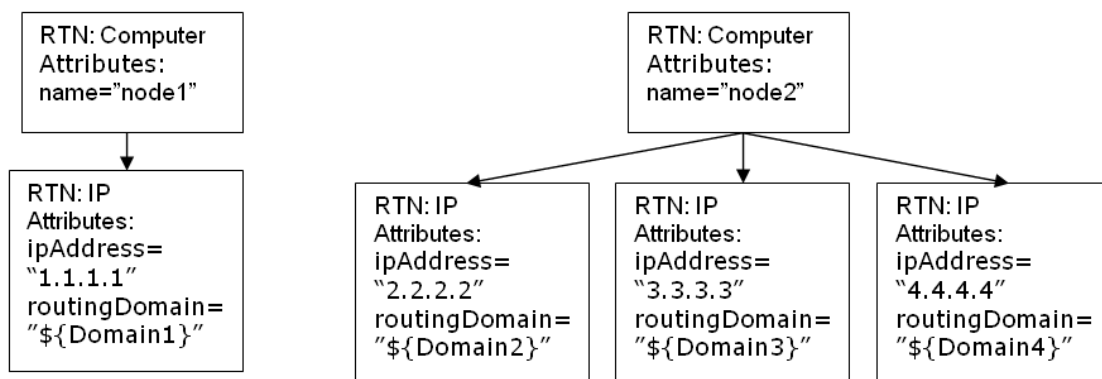 RTN: Computer
Attributes:
name=”node1”
RTN: IP
Attributes:
ipAddress=
“1.1.1.1”
routingDomain=
”${Domain1}”
RTN: Computer
Attributes:
name=”node2”
RTN: IP
Attributes:
ipAddress=
“2.2.2.2”
routingDomain=
”${Domain2}”
RTN: IP
Attributes:
ipAddress=
“3.3.3.3”
routingDomain=
”${Domain3}”
RTN: IP
Attributes:
ipAddress=
“4.4.4.4”
routingDomain=
”${Domain4}”